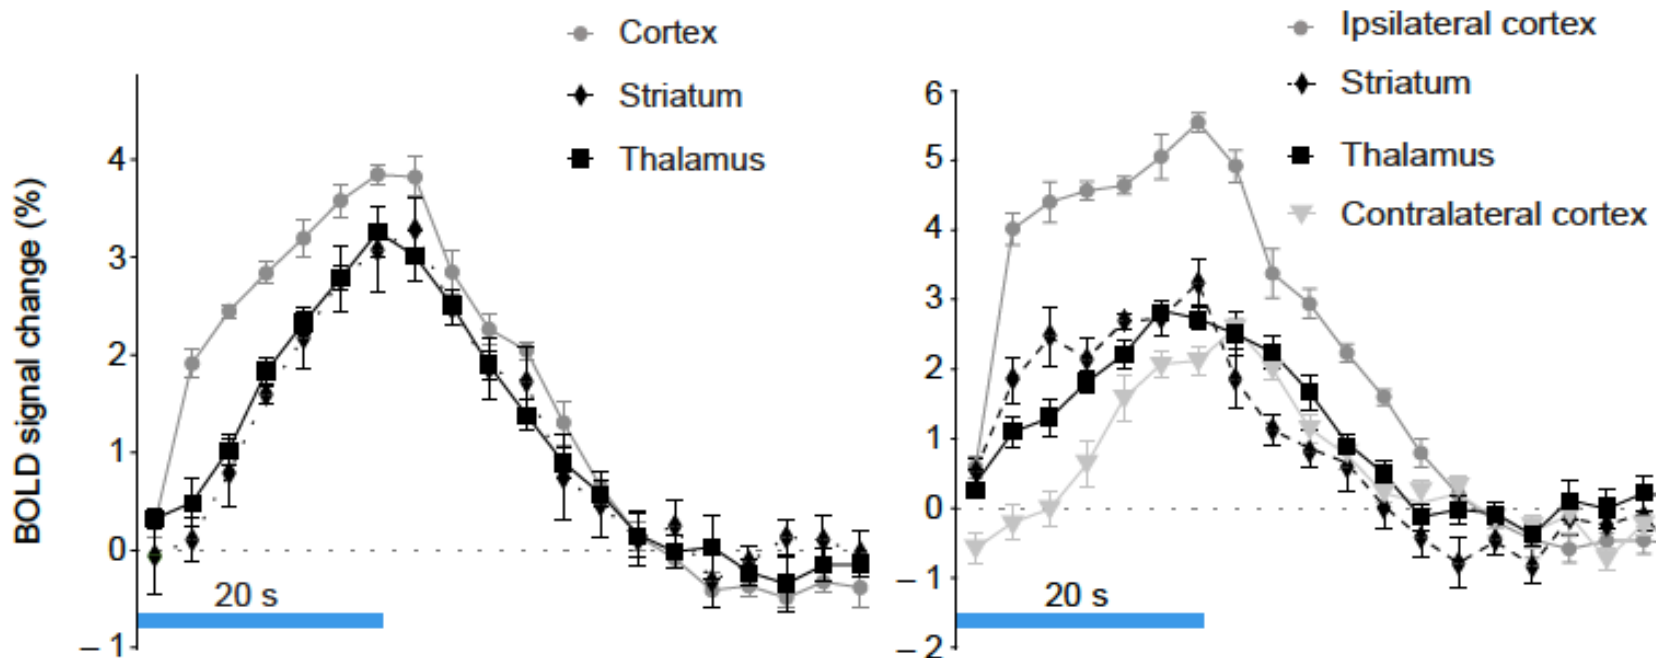 Cortex
Striatum
Thalamus
BOLD signal change (%)
4
3
2
1
0
– 1
20 s
Ipsilateral cortex
Striatum
Thalamus
Contralateral cortex
6
5
4
3
2
1
0
– 1
– 2
20 s